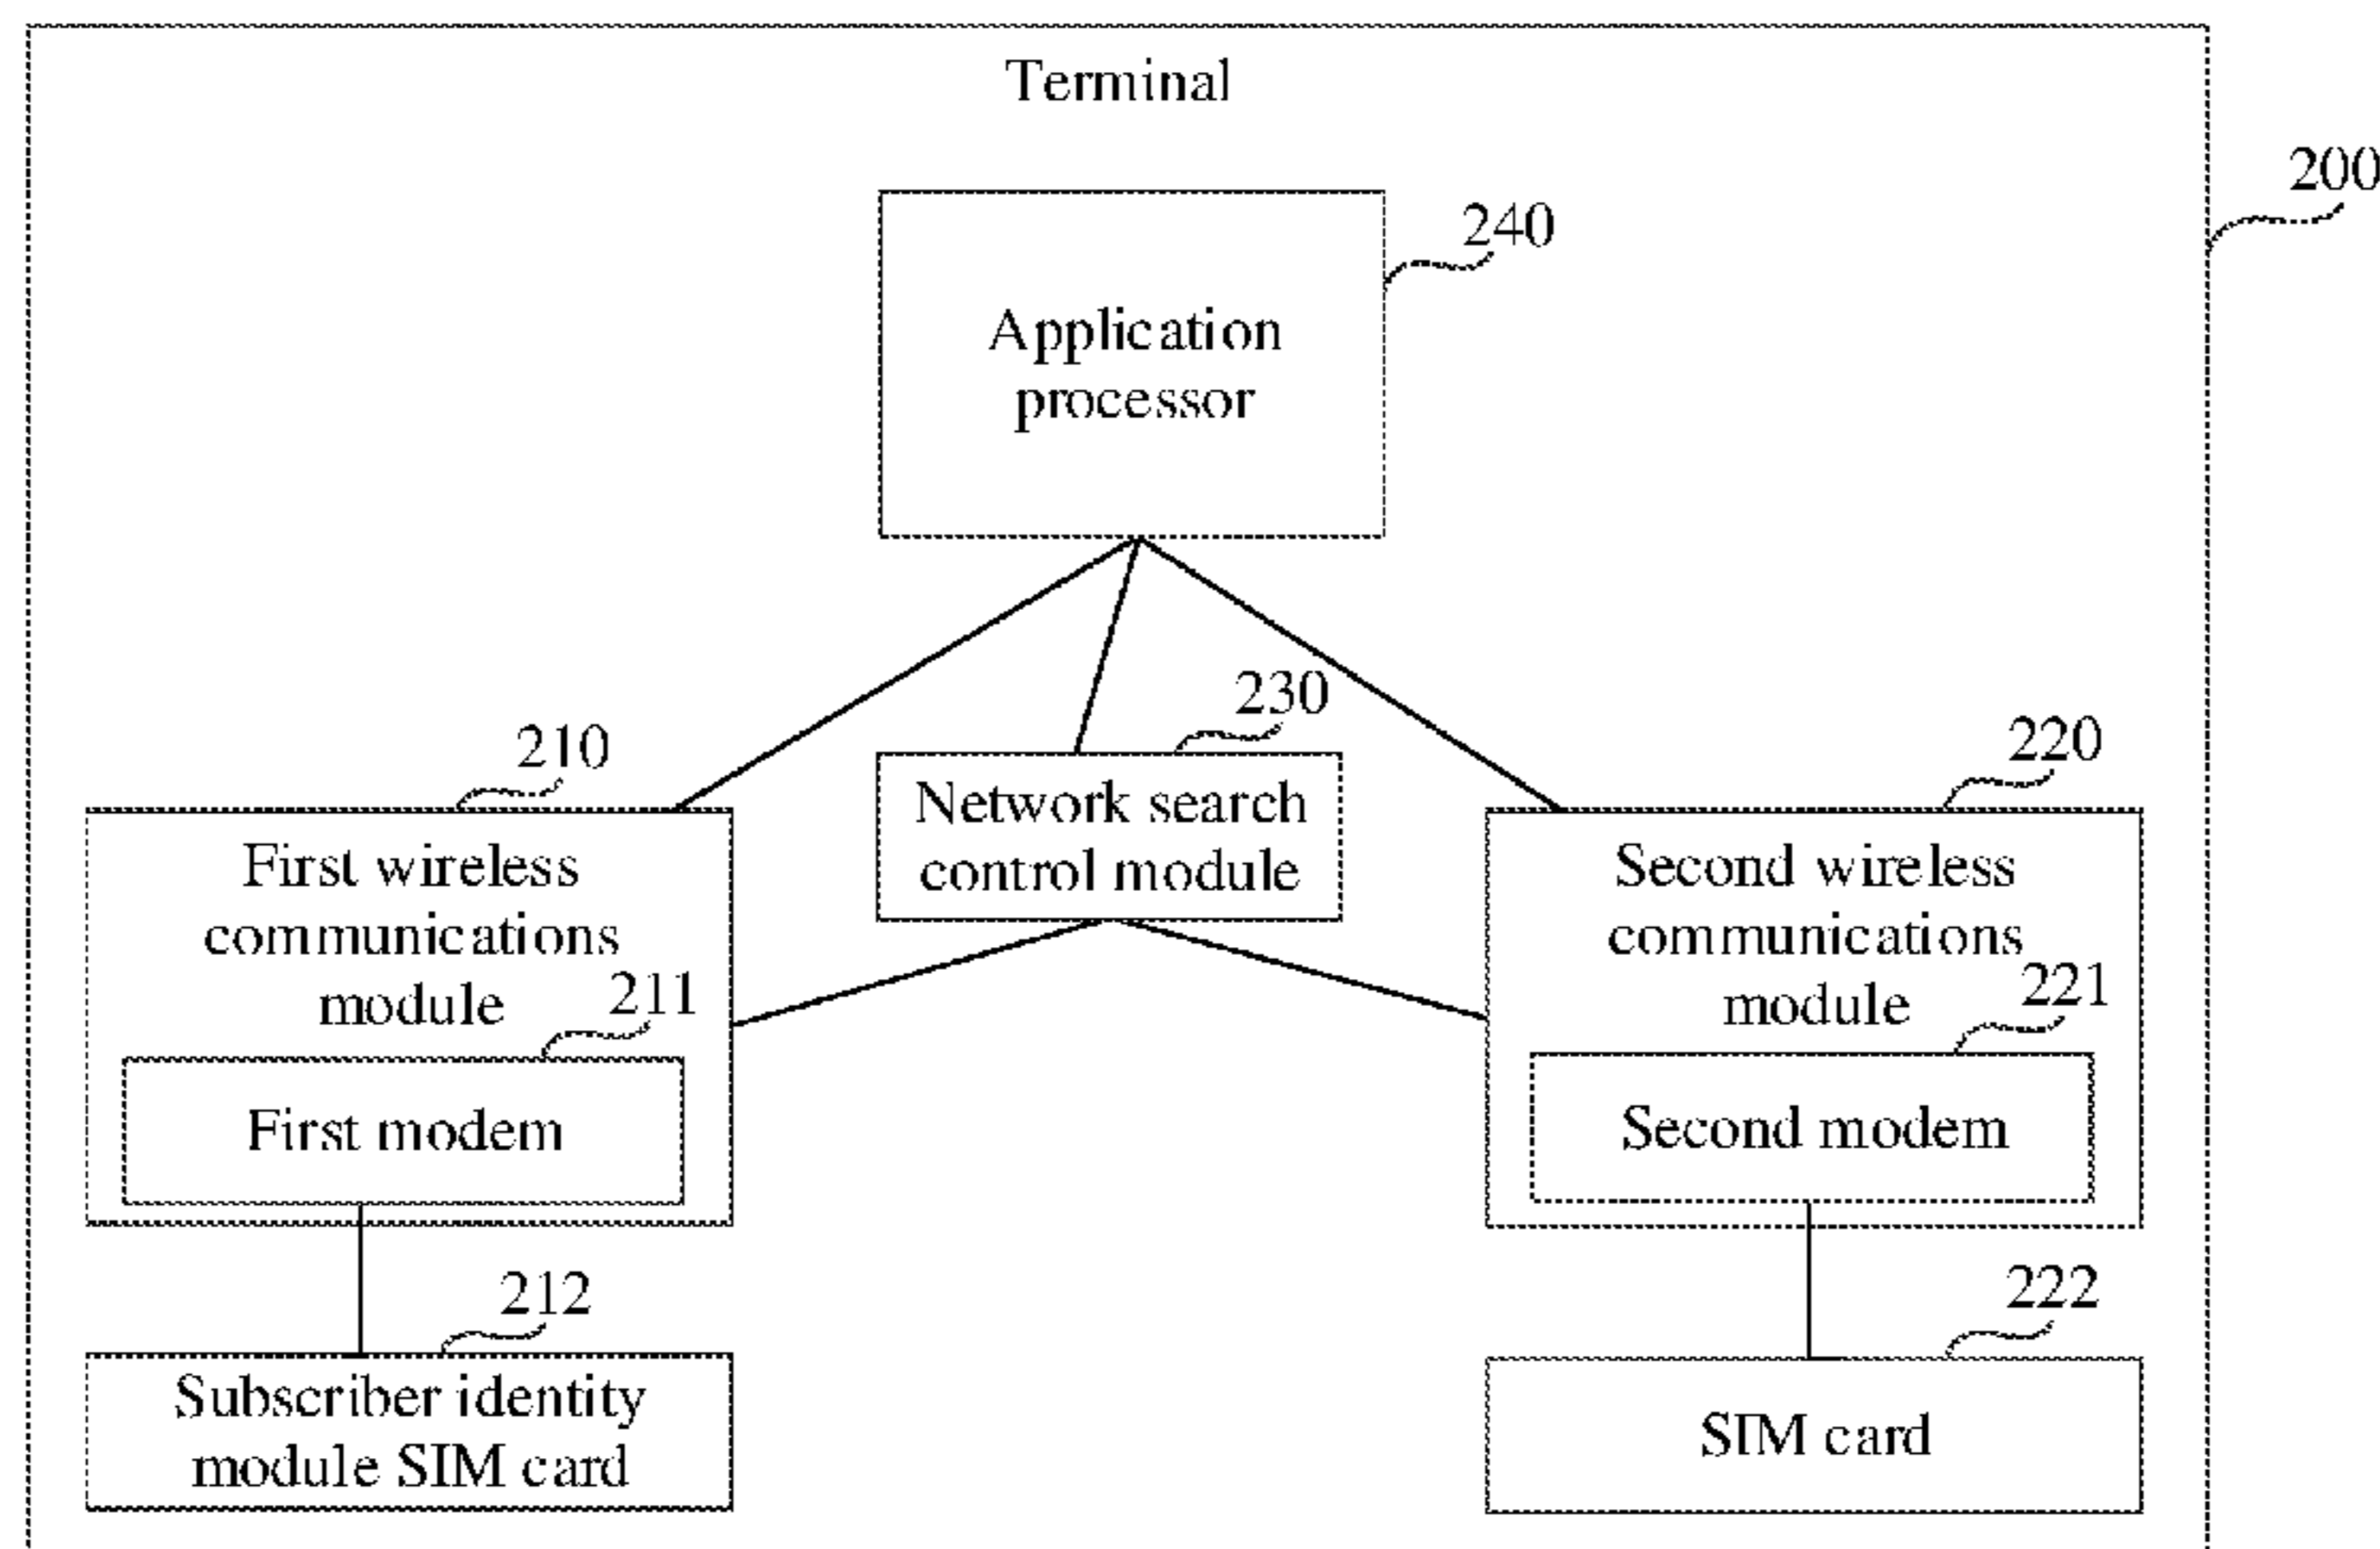 Terminal
200
240
Application
processor
230
210
220
Network search
control module
First wireless
communications
module
Second wireless
communications
module
211
221
First modem
Second modem
212
222
Subscriber identity
module SIM card
SIM card